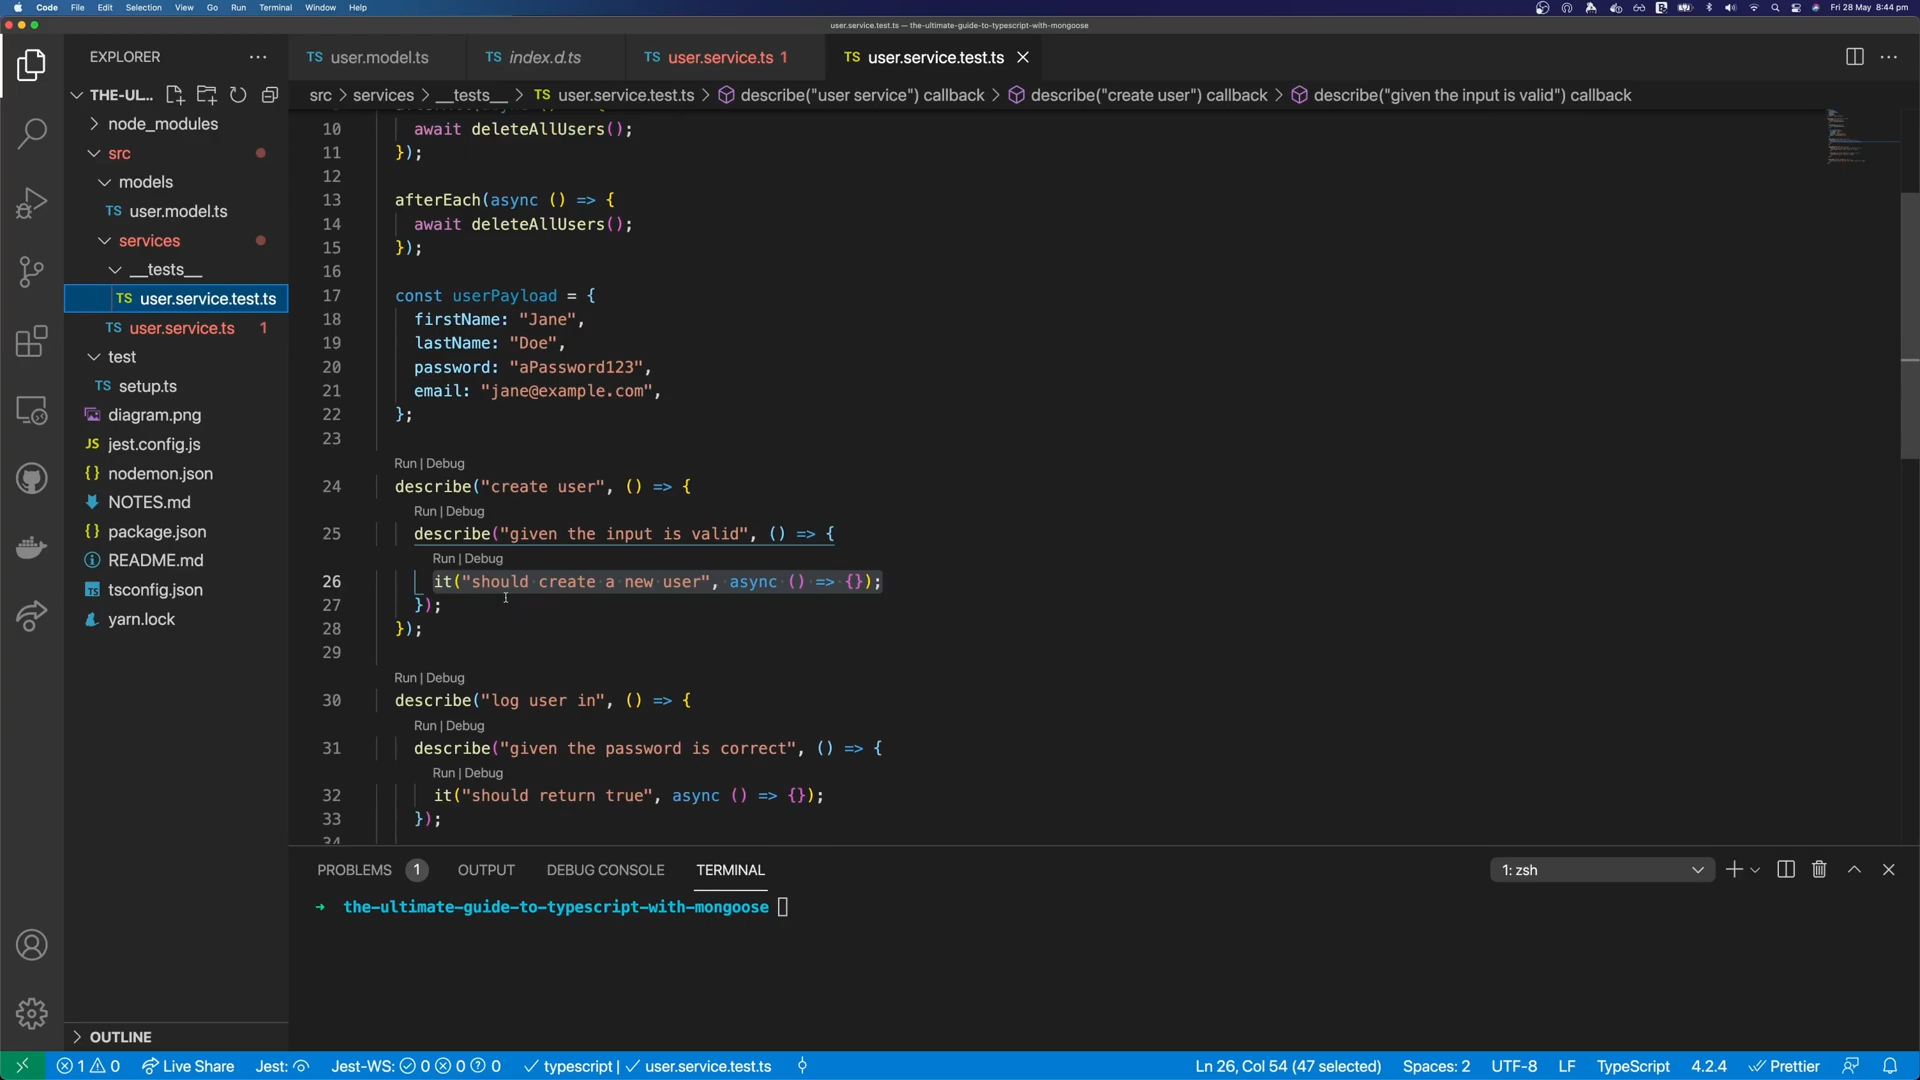 Code File Edit Selection View Go Run Terminal Window Help
Fri 28 May 8:44 pm
user.service.test.ts — the-ultimate-guide-to-typescript-with-mongoose
EXPLORER
TS user.model.ts
TS index.d.ts
TS user.service.ts 1
TS user.service.test.ts
THE-UL...
src > services > __tests__ > TS user.service.test.ts > describe("user service") callback > describe("create user") callback > describe("given the input is valid") callback
node_modules
src
models
TS user.model.ts
services
__tests__
TS user.service.test.ts
TS user.service.ts 1
test
TS setup.ts
diagram.png
JS jest.config.js
{} nodemon.json
NOTES.md
{} package.json
README.md
TS tsconfig.json
yarn.lock
OUTLINE
10 await deleteAllUsers();
11 });
12
13 afterEach(async () => {
14 await deleteAllUsers();
15 });
16
17 const userPayload = {
18 firstName: "Jane",
19 lastName: "Doe",
20 password: "aPassword123",
21 email: "jane@example.com",
22 };
23
Run | Debug
24 describe("create user", () => {
Run | Debug
25 describe("given the input is valid", () => {
Run | Debug
26 it("should create a new user", async () => {});
27 });
28 });
29
Run | Debug
30 describe("log user in", () => {
Run | Debug
31 describe("given the password is correct", () => {
Run | Debug
32 it("should return true", async () => {});
33 });
34
PROBLEMS 1 OUTPUT DEBUG CONSOLE TERMINAL
1: zsh
→ the-ultimate-guide-to-typescript-with-mongoose
1 0 Live Share Jest: Jest-WS: 0 0 0 typescript | user.service.test.ts
Ln 26, Col 54 (47 selected) Spaces: 2 UTF-8 LF TypeScript 4.2.4 Prettier